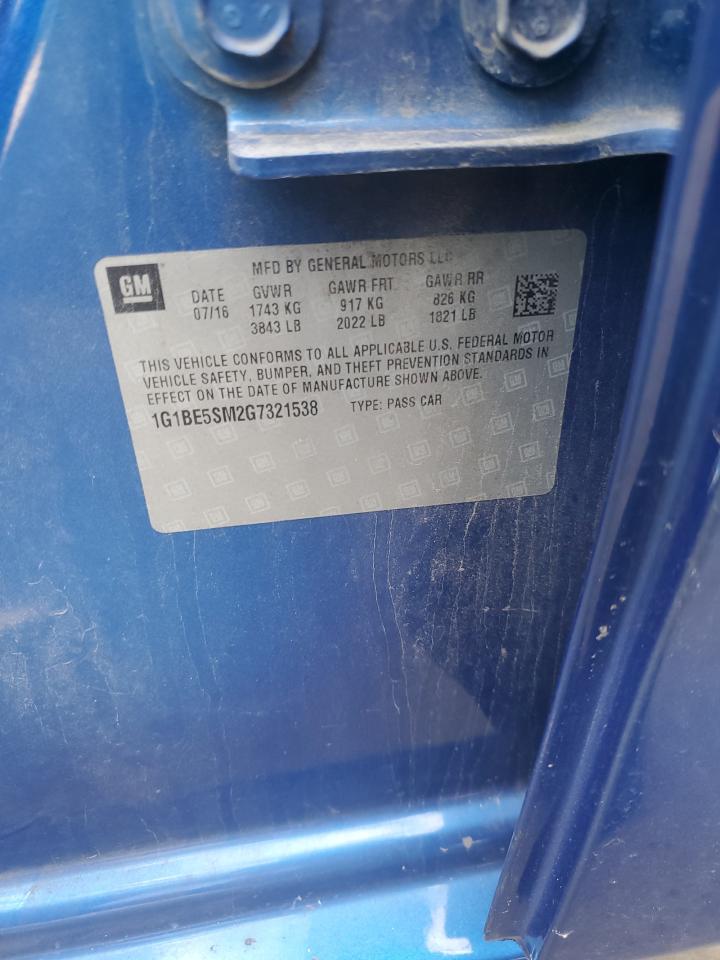 GM
MFD BY GENERAL MOTORS LLC
DATE GVWR GAWR FRT GAWR RR
07/16 1743 KG 917 KG 826 KG
3843 LB 2022 LB 1821 LB
THIS VEHICLE CONFORMS TO ALL APPLICABLE U.S. FEDERAL MOTOR
VEHICLE SAFETY, BUMPER, AND THEFT PREVENTION STANDARDS IN
EFFECT ON THE DATE OF MANUFACTURE SHOWN ABOVE.
1G1BE5SM2G7321538 TYPE: PASS CAR